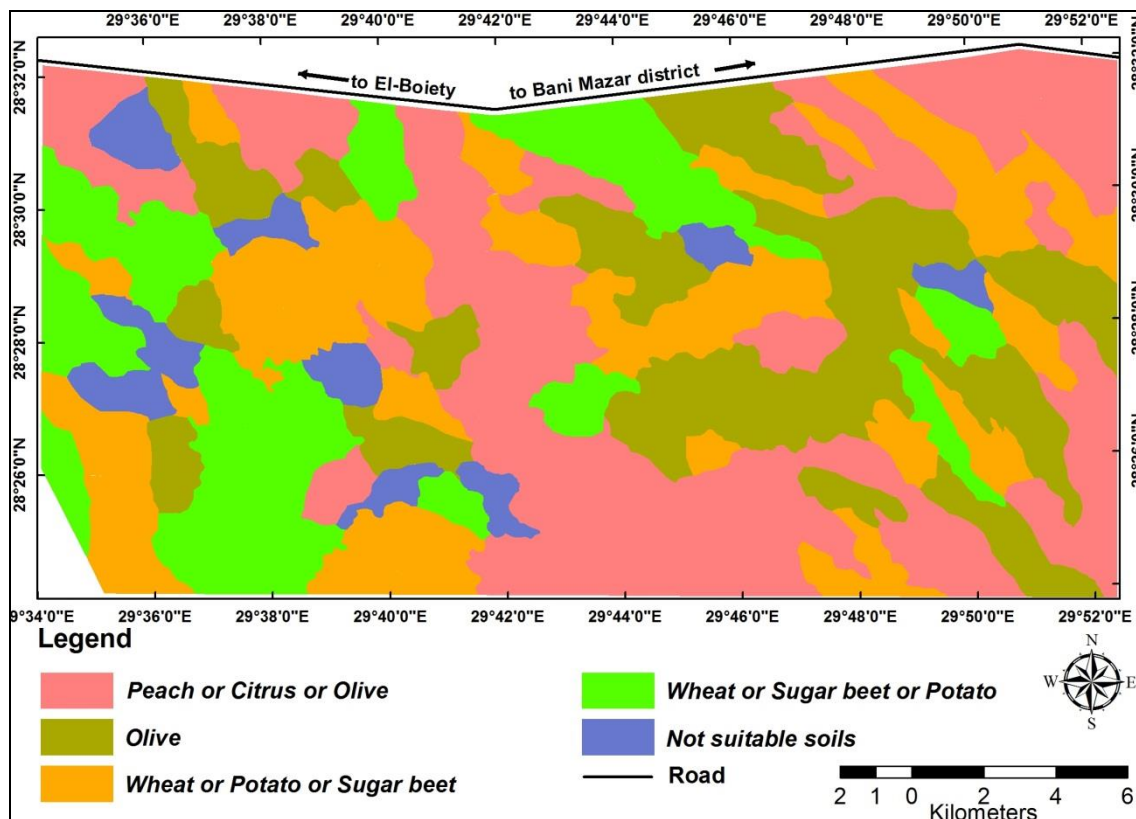 29°36'0"E 29°38'0"E 29°40'0"E 29°42'0"E 29°44'0"E 29°46'0"E 29°48'0"E 29°50'0"E 29°52'0"E
28°32'0"N
to El-Boiety to Bani Mazar district
28°30'0"N
28°28'0"N
28°26'0"N
9°34'0"E 29°36'0"E 29°38'0"E 29°40'0"E 29°42'0"E 29°44'0"E 29°46'0"E 29°48'0"E 29°50'0"E 29°52'0"E
Legend
Peach or Citrus or Olive
Olive
Wheat or Potato or Sugar beet
Wheat or Sugar beet or Potato
Not suitable soils
Road
N
W E
S
2 1 0 2 4 6
Kilometers